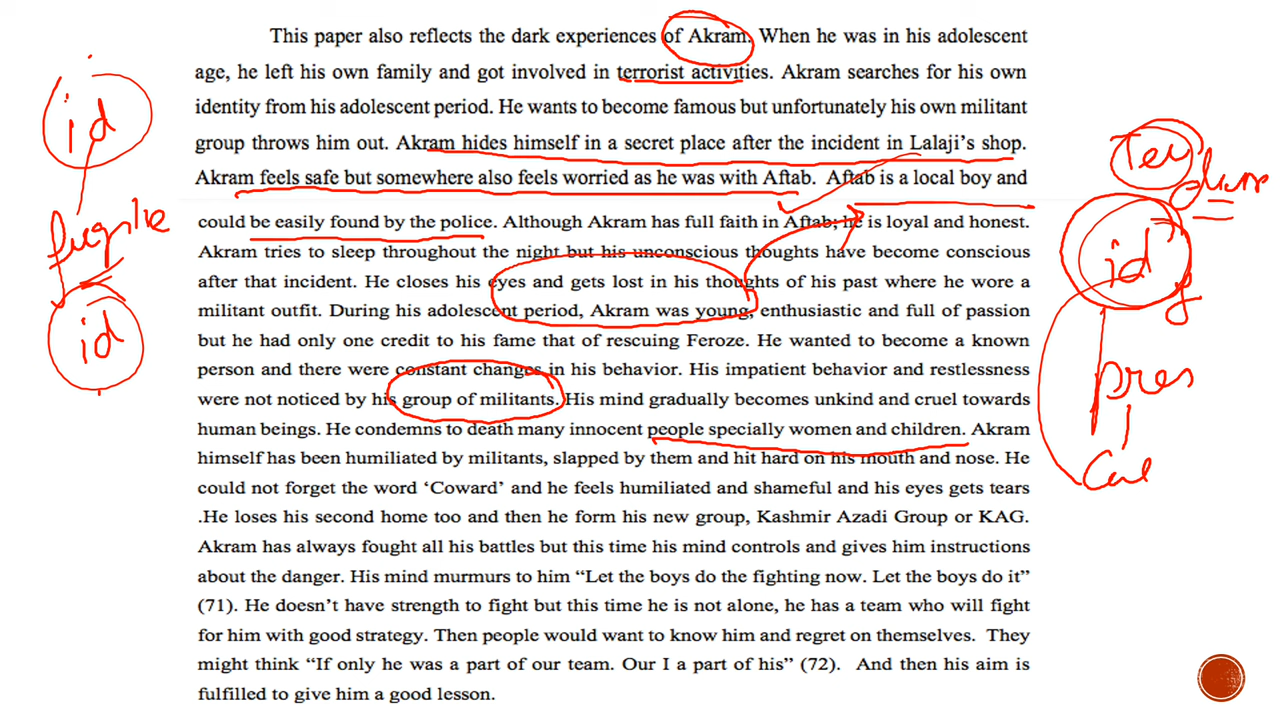 This paper also reflects the dark experiences of Akram. When he was in his adolescent
age, he left his own family and got involved in terrorist activities. Akram searches for his own
identity from his adolescent period. He wants to become famous but unfortunately his own militant
group throws him out. Akram hides himself in a secret place after the incident in Lalaji's shop.
Akram feels safe but somewhere also feels worried as he was with Aftab. Aftab is a local boy and
could be easily found by the police. Although Akram has full faith in Aftab; he is loyal and honest.
Akram tries to sleep throughout the night but his unconscious thoughts have become conscious
after that incident. He closes his eyes and gets lost in his thoughts of his past where he wore a
militant outfit. During his adolescent period, Akram was young, enthusiastic and full of passion
but he had only one credit to his fame that of rescuing Feroze. He wanted to become a known
person and there were constant changes in his behavior. His impatient behavior and restlessness
were not noticed by his group of militants. His mind gradually becomes unkind and cruel towards
human beings. He condemns to death many innocent people specially women and children. Akram
himself has been humiliated by militants, slapped by them and hit hard on his mouth and nose. He
could not forget the word 'Coward' and he feels humiliated and shameful and his eyes gets tears
.He loses his second home too and then he form his new group, Kashmir Azadi Group or KAG.
Akram has always fought all his battles but this time his mind controls and gives him instructions
about the danger. His mind murmurs to him “Let the boys do the fighting now. Let the boys do it”
(71). He doesn't have strength to fight but this time he is not alone, he has a team who will fight
for him with good strategy. Then people would want to know him and regret on themselves. They
might think “If only he was a part of our team. Our I a part of his” (72). And then his aim is
fulfilled to give him a good lesson.
id
id
Ter
id
pres